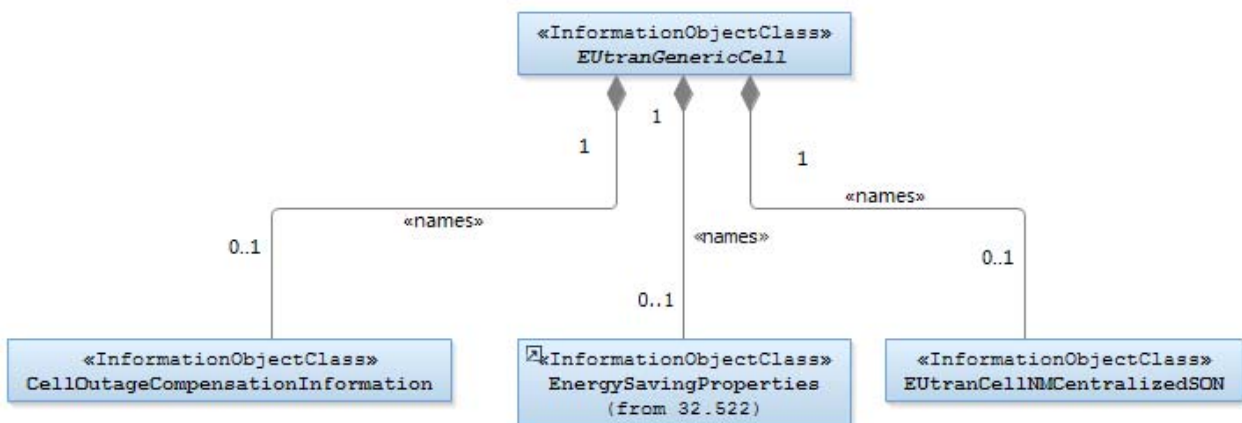 «InformationObjectClass»
EUtranGenericCell
1
1
1
«names»
«names»
«names»
0..1
0..1
0..1
«InformationObjectClass»
CellOutageCompensationInformation
«InformationObjectClass»
EnergySavingProperties
(from 32.522)
«InformationObjectClass»
EUtranCellNMCentralizedSON